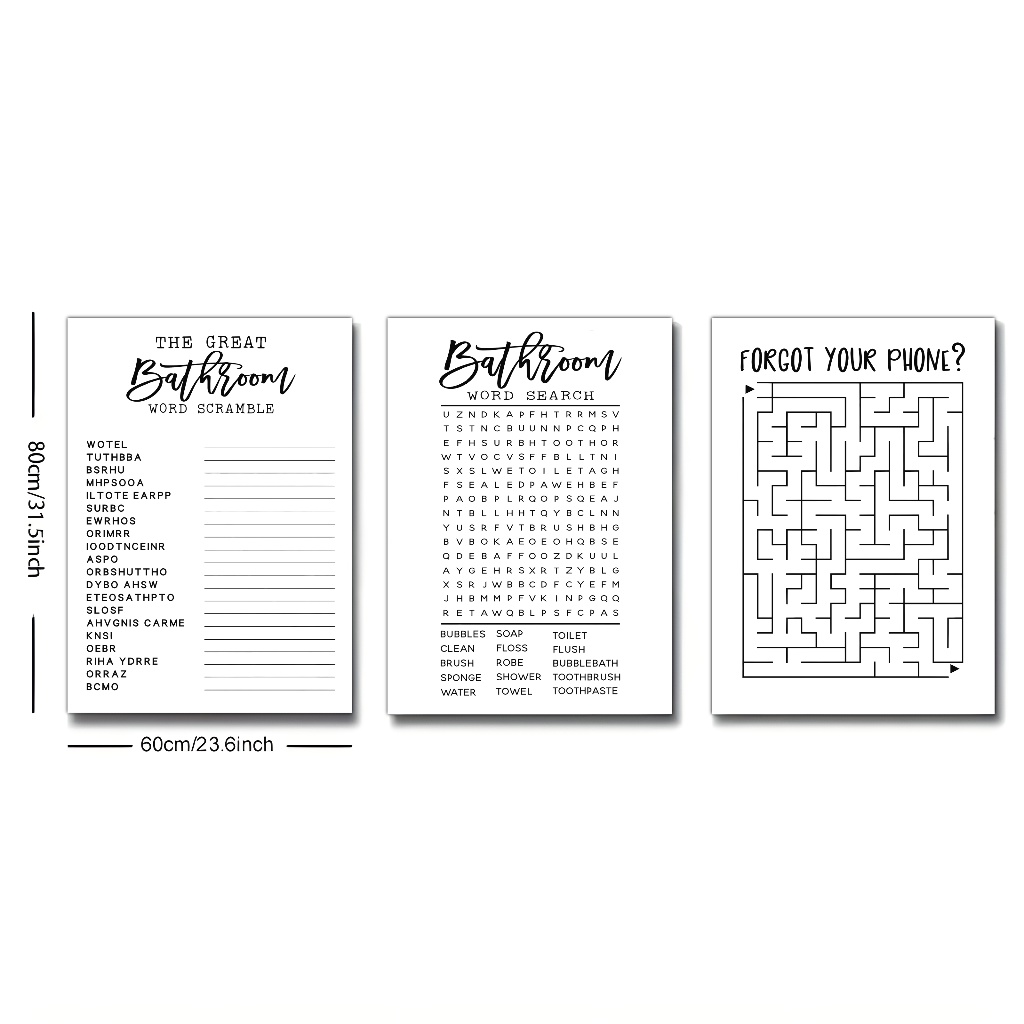 80cm/31.5inch
THE GREAT
Bathroom
WORD SCRAMBLE
WOTEL
TUTHBBA
BSRHU
MHPSOOA
ILTOTE EARPP
SURBC
EWRHOS
ORIMRR
IOODTNCEINR
ASPO
ORBSHUTTHO
DYBO AHSW
ETEOSATHPTO
SLOSF
AHVGNIS CARME
KNSI
OEBR
RIHA YDRRE
ORRAZ
BCMO
60cm/23.6inch
Bathroom
WORD SEARCH
U Z N D K A P F H T R R M S V
T S T N C B U U N N P C Q P H
E F H S U R B H T O O T H O R
W T V O C V S F F B L L T N I
S X S L W E T O I L E T A G H
F S E A L E D P A W E H B E F
P A O B P L R Q O P S Q E A J
N T B L L H H T Q Y B C L N N
Y U S R F V T B R U S H B H G
B V B O K A E O E O H Q B S E
Q D E B A F F O O Z D K U U L
A Y G E H R S X R T Z Y B L G
X S R J W B B C D F C Y E F M
J H B M M P F V K I N P G Q Q
R E T A W Q B L P S F C P A S
BUBBLES SOAP TOILET
CLEAN FLOSS FLUSH
BRUSH ROBE BUBBLEBATH
SPONGE SHOWER TOOTHBRUSH
WATER TOWEL TOOTHPASTE
FORGOT YOUR PHONE?